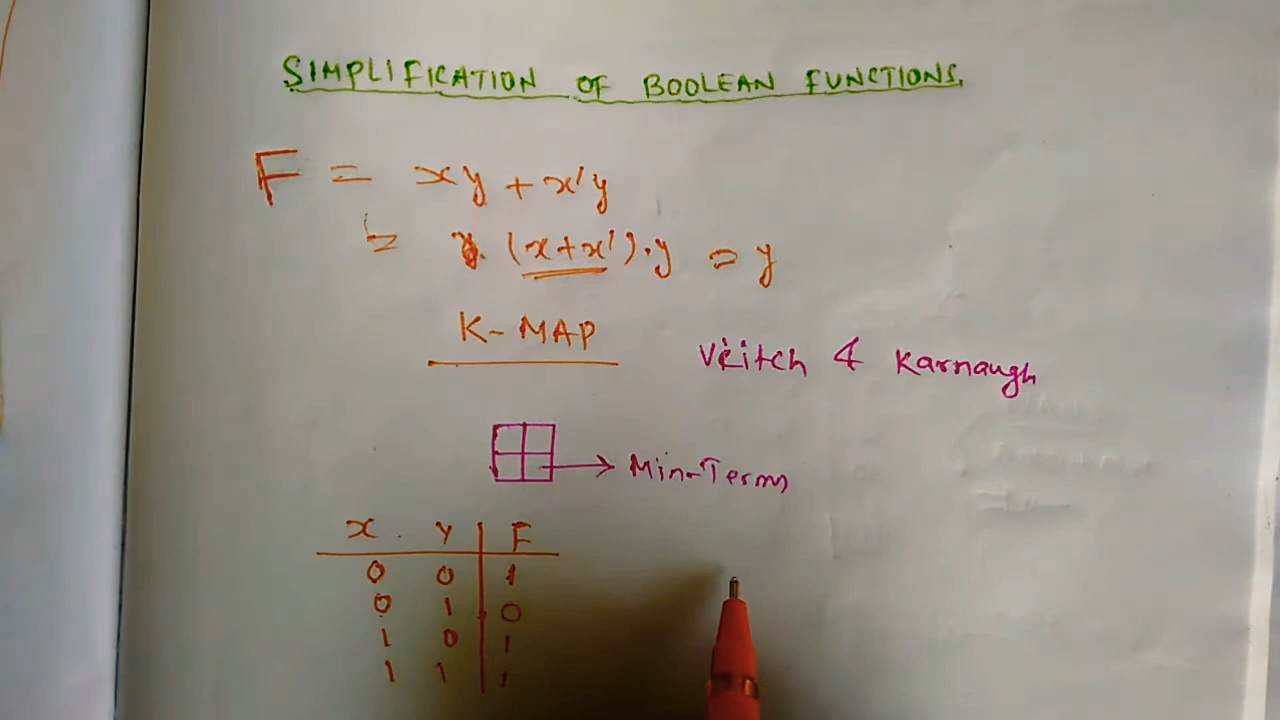 SIMPLIFICATION OF BOOLEAN FUNCTIONS.
F = xy + x'y
= (x+x').y = y
K-MAP
Veitch & Karnaugh
Min-Term
x y F
0 0 1
0 1 0
1 0 1
1 1 1